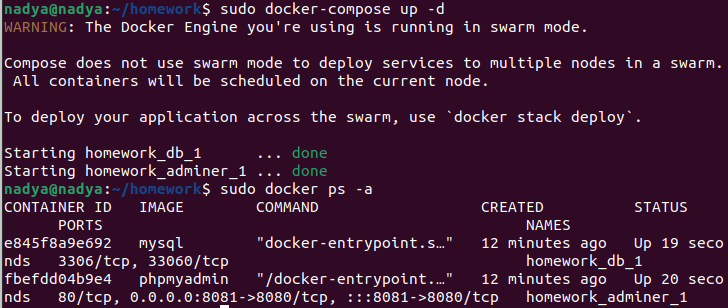 nadya@nadya:~/homework$ sudo docker-compose up -d
WARNING: The Docker Engine you're using is running in swarm mode.

Compose does not use swarm mode to deploy services to multiple nodes in a swarm.
 All containers will be scheduled on the current node.

To deploy your application across the swarm, use `docker stack deploy`.

Starting homework_db_1      ... done
Starting homework_adminer_1 ... done
nadya@nadya:~/homework$ sudo docker ps -a
CONTAINER ID   IMAGE        COMMAND                  CREATED          STATUS
         PORTS                                                  NAMES
e845f8a9e692   mysql        "docker-entrypoint.s…"   12 minutes ago   Up 19 seco
nds   3306/tcp, 33060/tcp                                    homework_db_1
fbefdd04b9e4   phpmyadmin   "/docker-entrypoint.…"   12 minutes ago   Up 20 seco
nds   80/tcp, 0.0.0.0:8081->8080/tcp, :::8081->8080/tcp   homework_adminer_1